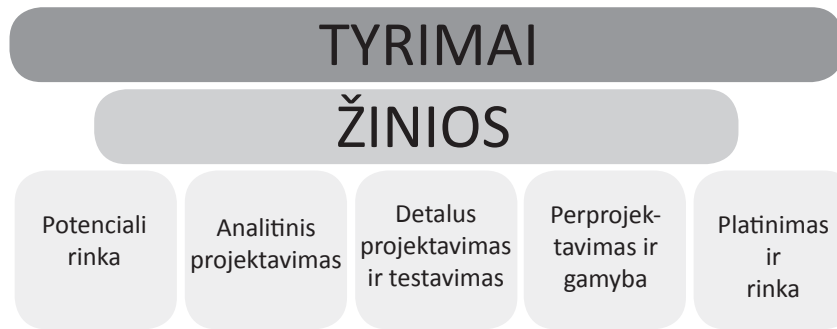 TYRIMAI
ŽINIOS
Potenciali
rinka
Analitinis
projektavimas
Detalus
projektavimas
ir testavimas
Perprojek-
tavimas ir
gamyba
Platinimas
ir
rinka